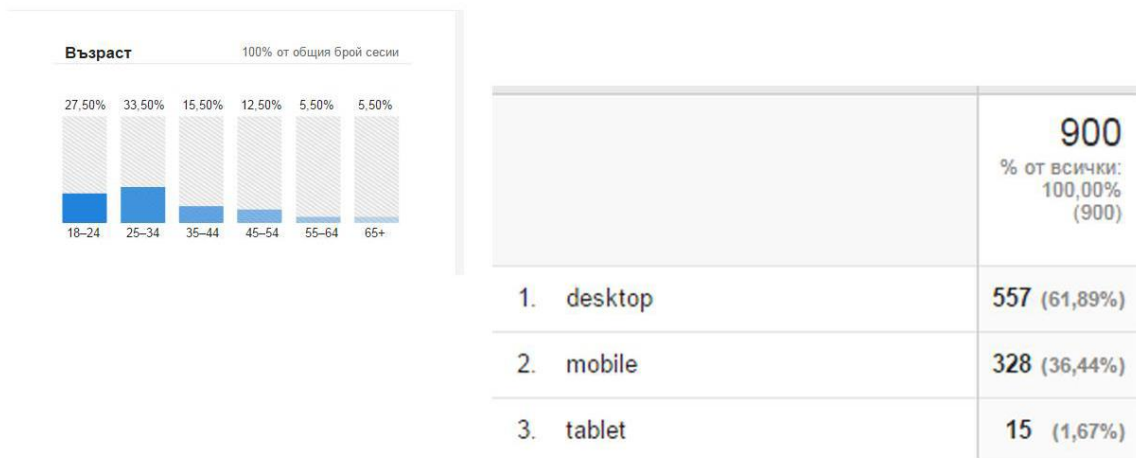 Възраст 100% от общия брой сесии
27,50% 33,50% 15,50% 12,50% 5,50% 5,50%
18–24 25–34 35–44 45–54 55–64 65+
900
% от всички:
100,00%
(900)
1. desktop 557 (61,89%)
2. mobile 328 (36,44%)
3. tablet 15 (1,67%)